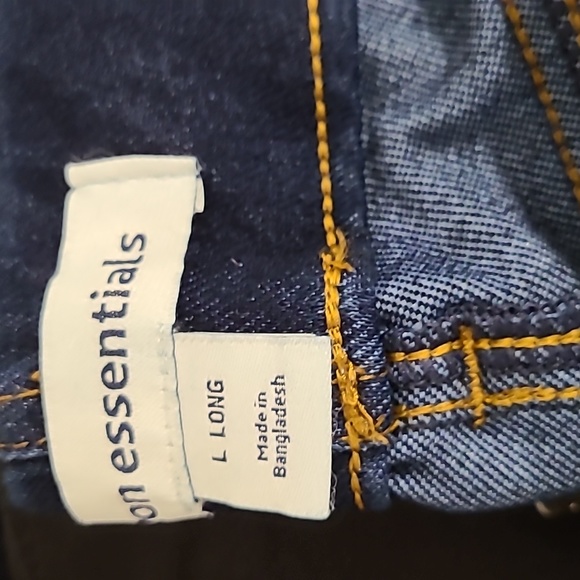 on essentials
L LONG
Made in
Bangladesh